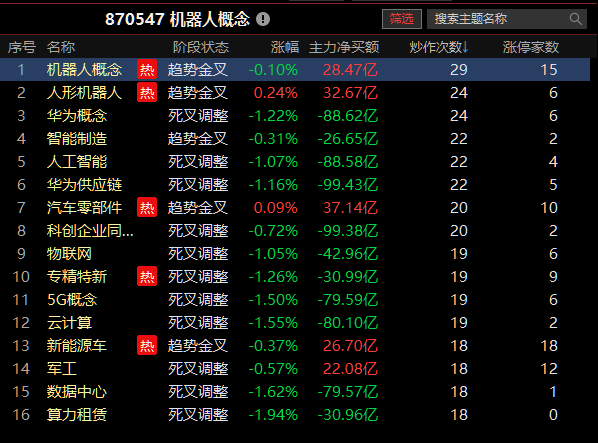 870547 机器人概念 筛选 搜索主题名称
序号 名称 阶段状态 涨幅 主力净买额 炒作次数↓ 涨停家数
1 机器人概念 热 趋势金叉 -0.10% 28.47亿 29 15
2 人形机器人 热 趋势金叉 0.24% 32.67亿 24 6
3 华为概念 死叉调整 -1.22% -88.62亿 24 6
4 智能制造 趋势金叉 -0.31% -26.65亿 22 2
5 人工智能 死叉调整 -1.07% -88.58亿 22 4
6 华为供应链 死叉调整 -1.16% -99.43亿 22 5
7 汽车零部件 热 趋势金叉 0.09% 37.14亿 20 10
8 科创企业同... 死叉调整 -0.72% -99.38亿 20 2
9 物联网 死叉调整 -1.05% -42.96亿 19 6
10 专精特新 热 死叉调整 -1.26% -30.99亿 19 9
11 5G概念 死叉调整 -1.50% -79.59亿 19 6
12 云计算 死叉调整 -1.55% -80.10亿 19 2
13 新能源车 热 趋势金叉 -0.37% 26.70亿 18 18
14 军工 死叉调整 -0.57% 22.08亿 18 12
15 数据中心 死叉调整 -1.62% -79.57亿 18 1
16 算力租赁 死叉调整 -1.94% -30.96亿 18 0